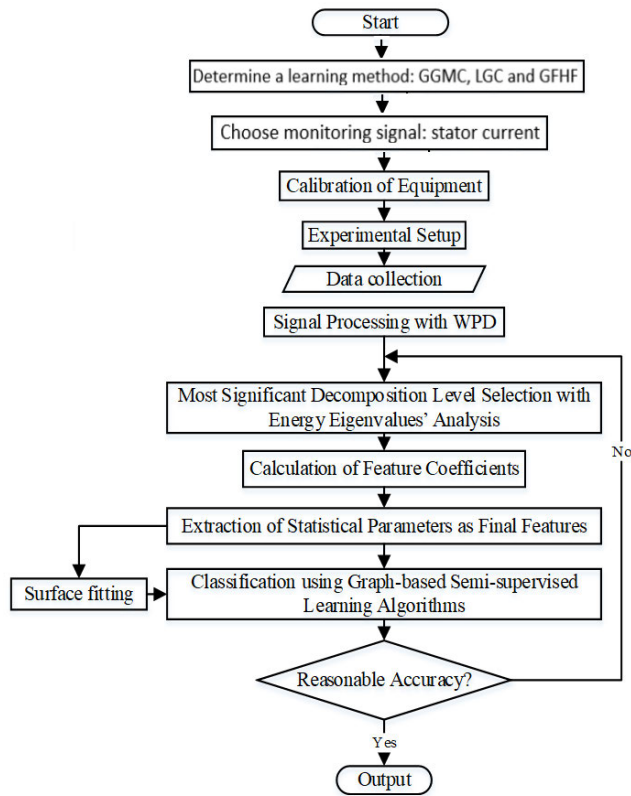 Start
Determine a learning method: GGMC, LGC and GFHF
Choose monitoring signal: stator current
Calibration of Equipment
Experimental Setup
Data collection
Signal Processing with WPD
Most Significant Decomposition Level Selection with
Energy Eigenvalues' Analysis
No
Calculation of Feature Coefficients
Extraction of Statistical Parameters as Final Features
Surface fitting
Classification using Graph-based Semi-supervised
Learning Algorithms
Reasonable Accuracy?
Yes
Output